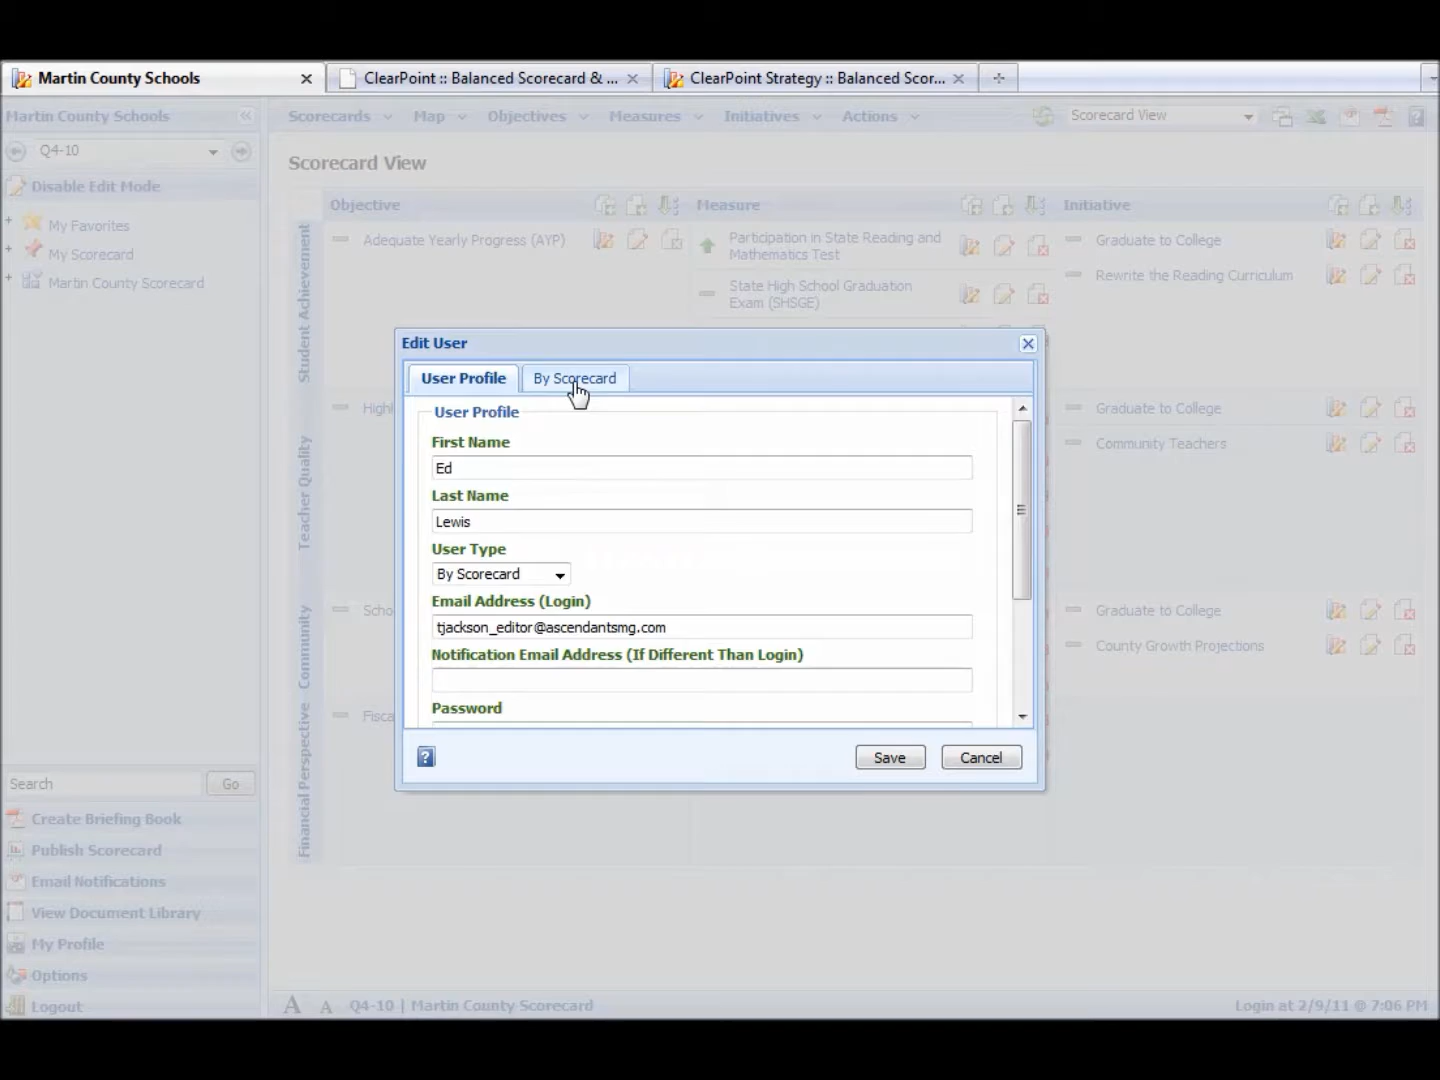 Martin County Schools
ClearPoint :: Balanced Scorecard & ...
ClearPoint Strategy :: Balanced Scor...
Martin County Schools
Scorecards
Map
Objectives
Measures
Initiatives
Actions
Scorecard View
Q4-10
Disable Edit Mode
My Favorites
My Scorecard
Martin County Scorecard
Scorecard View
Objective
Measure
Initiative
Student Achievement
Adequate Yearly Progress (AYP)
Participation in State Reading and
Mathematics Test
State High School Graduation
Exam (SHSGE)
Graduate to College
Rewrite the Reading Curriculum
Edit User
User Profile
By Scorecard
User Profile
First Name
Ed
Last Name
Lewis
User Type
By Scorecard
Email Address (Login)
tjackson_editor@ascendantsmg.com
Notification Email Address (If Different Than Login)
Password
Save
Cancel
Teacher Quality
Highl
Graduate to College
Community Teachers
Community
Scho
Graduate to College
County Growth Projections
Financial Perspective
Fisca
Search
Go
Create Briefing Book
Publish Scorecard
Email Notifications
View Document Library
My Profile
Options
Logout
A A Q4-10 | Martin County Scorecard
Login at 2/9/11 @ 7:06 PM